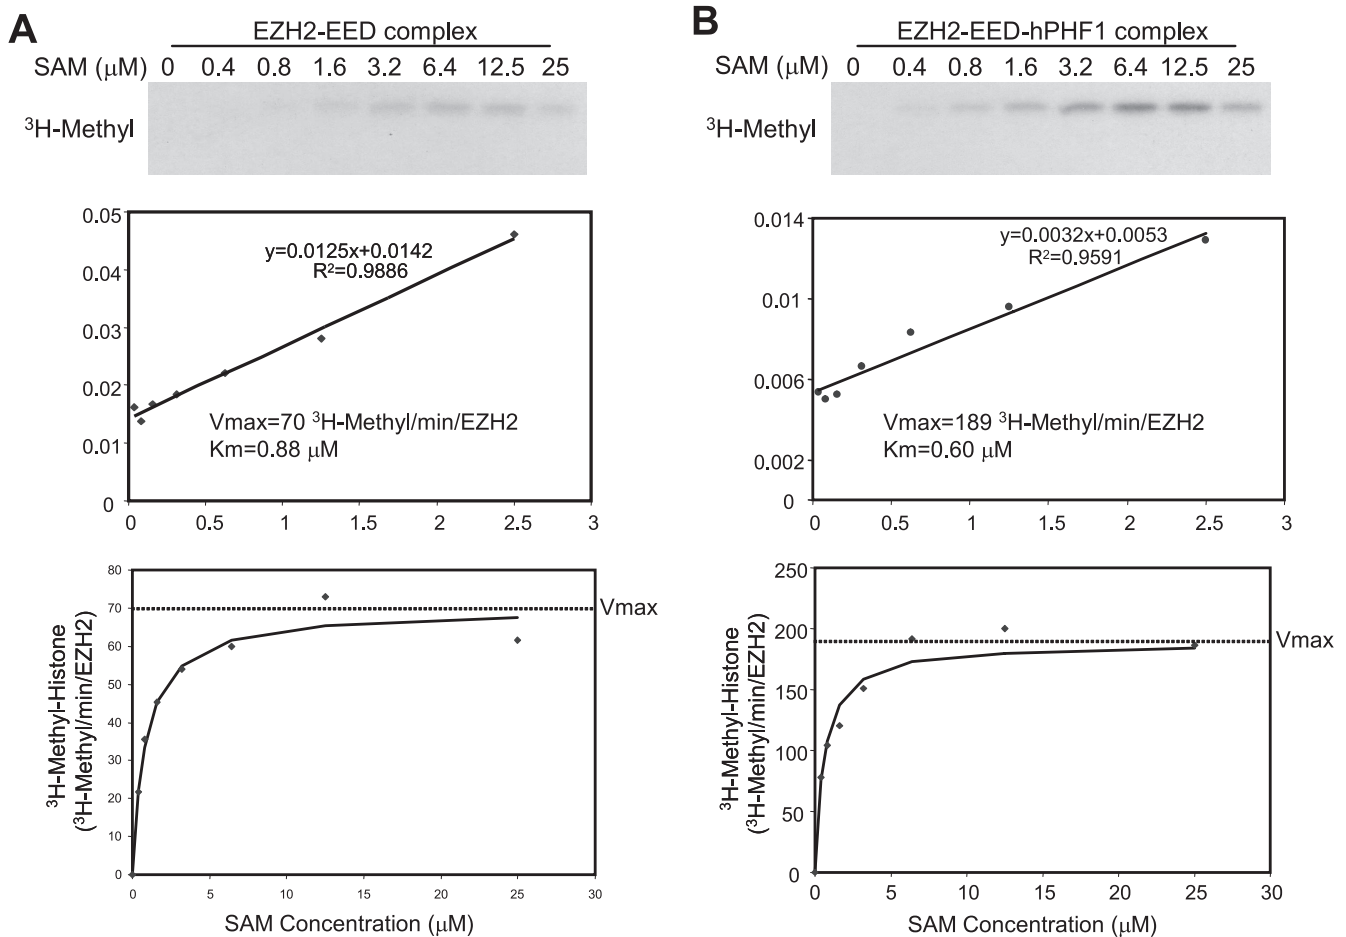 A
EZH2-EED complex
SAM (μM) 0 0.4 0.8 1.6 3.2 6.4 12.5 25
³H-Methyl
0.05
0.04
0.03
0.02
0.01
0
y=0.0125x+0.0142
R²=0.9886
Vmax=70 ³H-Methyl/min/EZH2
Km=0.88 μM
0 0.5 1 1.5 2 2.5 3
80
70
60
50
40
30
20
10
0
Vmax
³H-Methyl-Histone
(³H-Methyl/min/EZH2)
0 5 10 15 20 25 30
SAM Concentration (μM)
B
EZH2-EED-hPHF1 complex
SAM (μM) 0 0.4 0.8 1.6 3.2 6.4 12.5 25
³H-Methyl
0.014
0.01
0.006
0.002
0
y=0.0032x+0.0053
R²=0.9591
Vmax=189 ³H-Methyl/min/EZH2
Km=0.60 μM
0 0.5 1 1.5 2 2.5 3
250
200
150
100
50
0
Vmax
³H-Methyl-Histone
(³H-Methyl/min/EZH2)
0 5 10 15 20 25 30
SAM Concentration (μM)